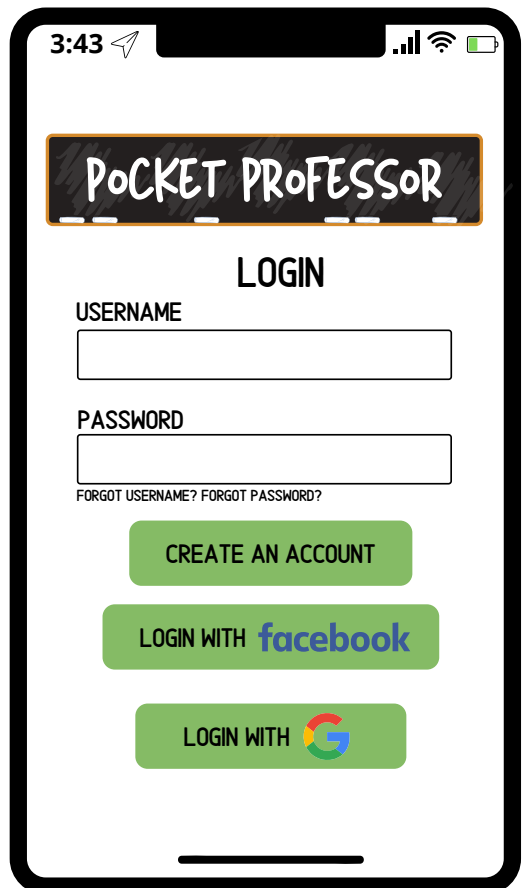 3:43
POCKET PROFESSOR
LOGIN
USERNAME
PASSWORD
FORGOT USERNAME? FORGOT PASSWORD?
CREATE AN ACCOUNT
LOGIN WITH facebook
LOGIN WITH G